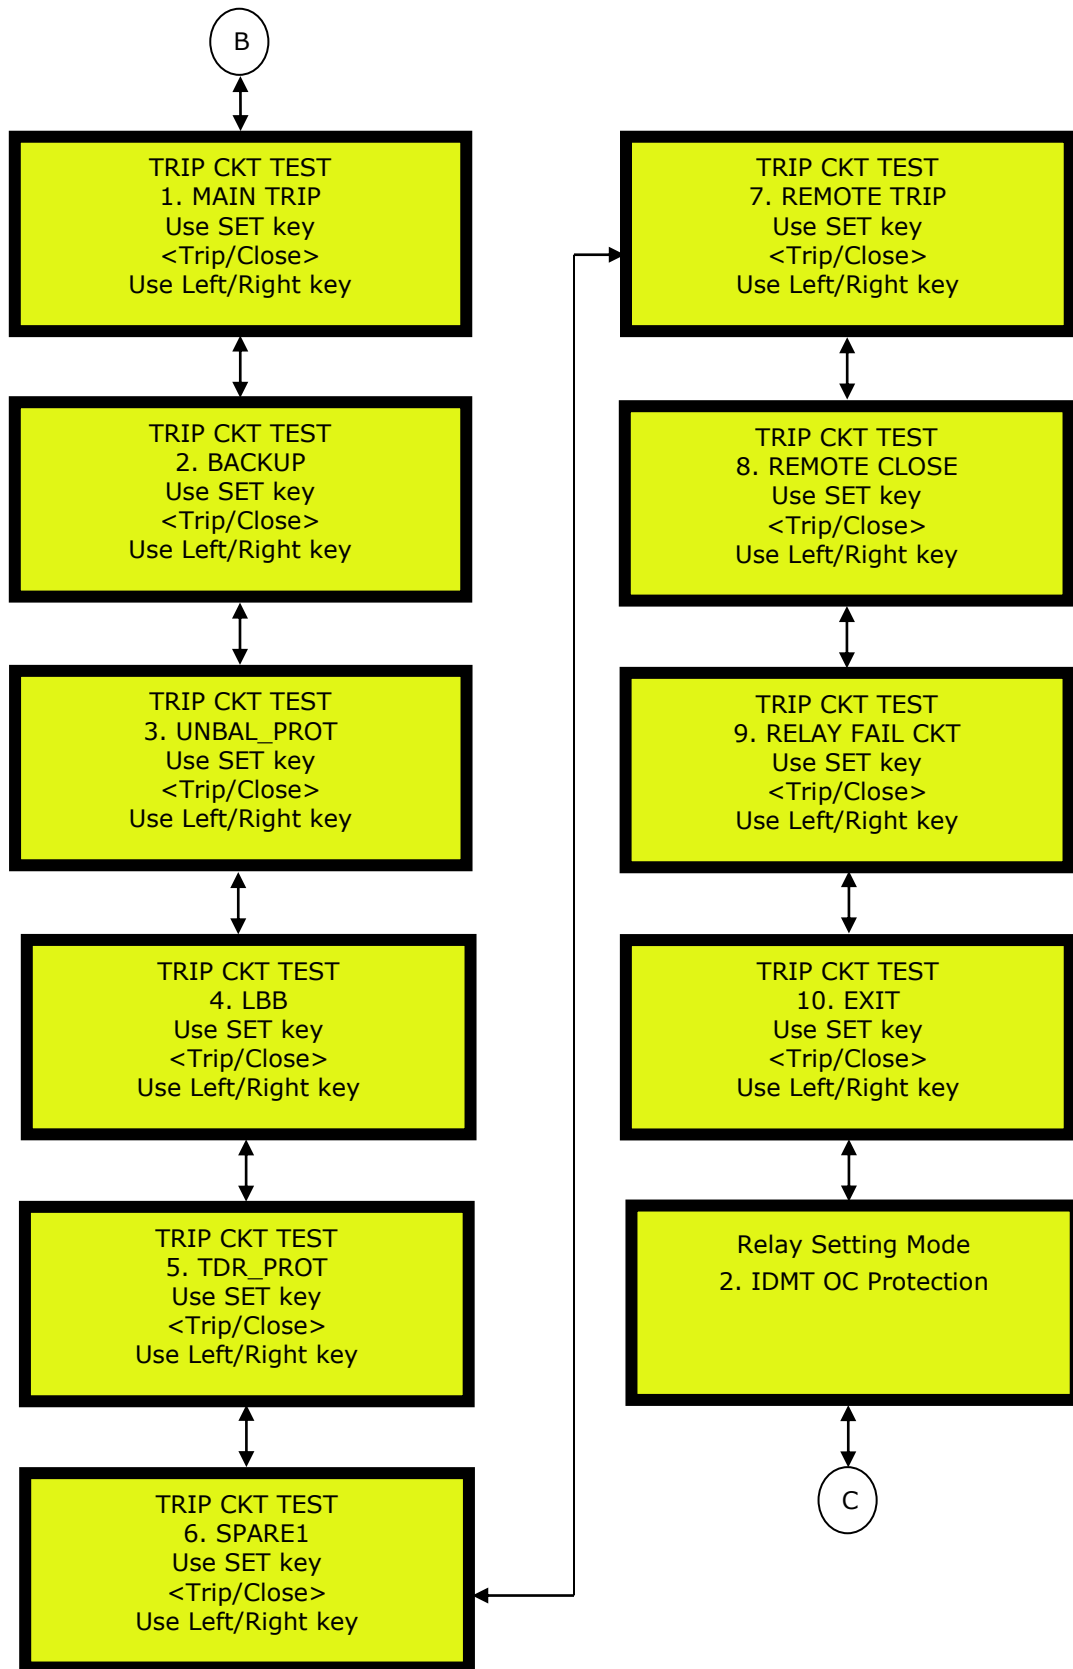 B
TRIP CKT TEST
1. MAIN TRIP
Use SET key
<Trip/Close>
Use Left/Right key
TRIP CKT TEST
2. BACKUP
Use SET key
<Trip/Close>
Use Left/Right key
TRIP CKT TEST
3. UNBAL_PROT
Use SET key
<Trip/Close>
Use Left/Right key
TRIP CKT TEST
4. LBB
Use SET key
<Trip/Close>
Use Left/Right key
TRIP CKT TEST
5. TDR_PROT
Use SET key
<Trip/Close>
Use Left/Right key
TRIP CKT TEST
6. SPARE1
Use SET key
<Trip/Close>
Use Left/Right key
TRIP CKT TEST
7. REMOTE TRIP
Use SET key
<Trip/Close>
Use Left/Right key
TRIP CKT TEST
8. REMOTE CLOSE
Use SET key
<Trip/Close>
Use Left/Right key
TRIP CKT TEST
9. RELAY FAIL CKT
Use SET key
<Trip/Close>
Use Left/Right key
TRIP CKT TEST
10. EXIT
Use SET key
<Trip/Close>
Use Left/Right key
Relay Setting Mode
2. IDMT OC Protection
C